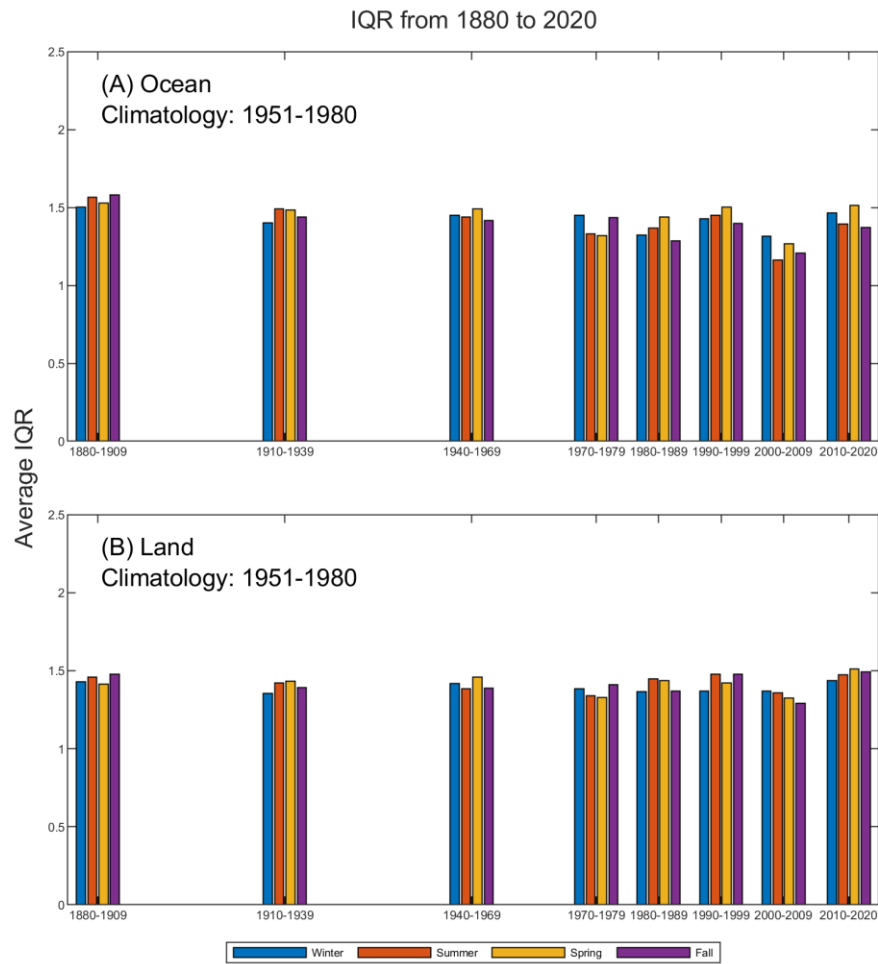 IQR from 1880 to 2020
(A) Ocean
Climatology: 1951-1980
2.5
2
1.5
1
0.5
0
1880-1909 1910-1939 1940-1969 1970-1979 1980-1989 1990-1999 2000-2009 2010-2020
Average IQR
(B) Land
Climatology: 1951-1980
2.5
2
1.5
1
0.5
0
1880-1909 1910-1939 1940-1969 1970-1979 1980-1989 1990-1999 2000-2009 2010-2020
Winter Summer Spring Fall